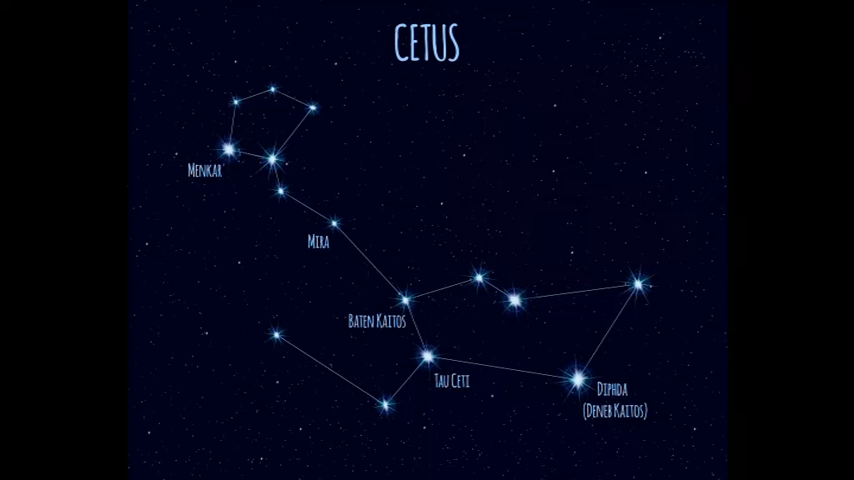 CETUS
MENKAR
MIRA
BATEN KAITOS
TAU CETI
DIPHDA
(DENEB KAITOS)